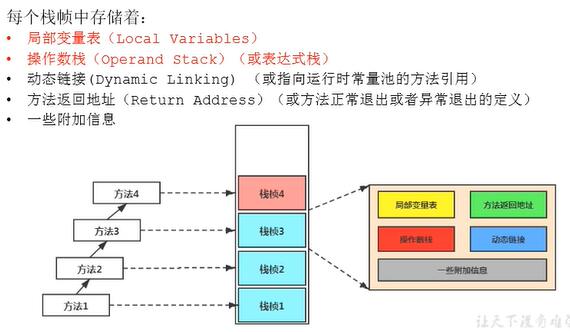 每个栈帧中存储着：
• 局部变量表（Local Variables）
• 操作数栈（Operand Stack）（或表达式栈）
• 动态链接(Dynamic Linking) （或指向运行时常量池的方法引用）
• 方法返回地址（Return Address）（或方法正常退出或者异常退出的定义）
• 一些附加信息
方法4
栈帧4
方法3
栈帧3
方法2
栈帧2
方法1
栈帧1
局部变量表
方法返回地址
操作数栈
动态链接
一些附加信息
让天下没有难